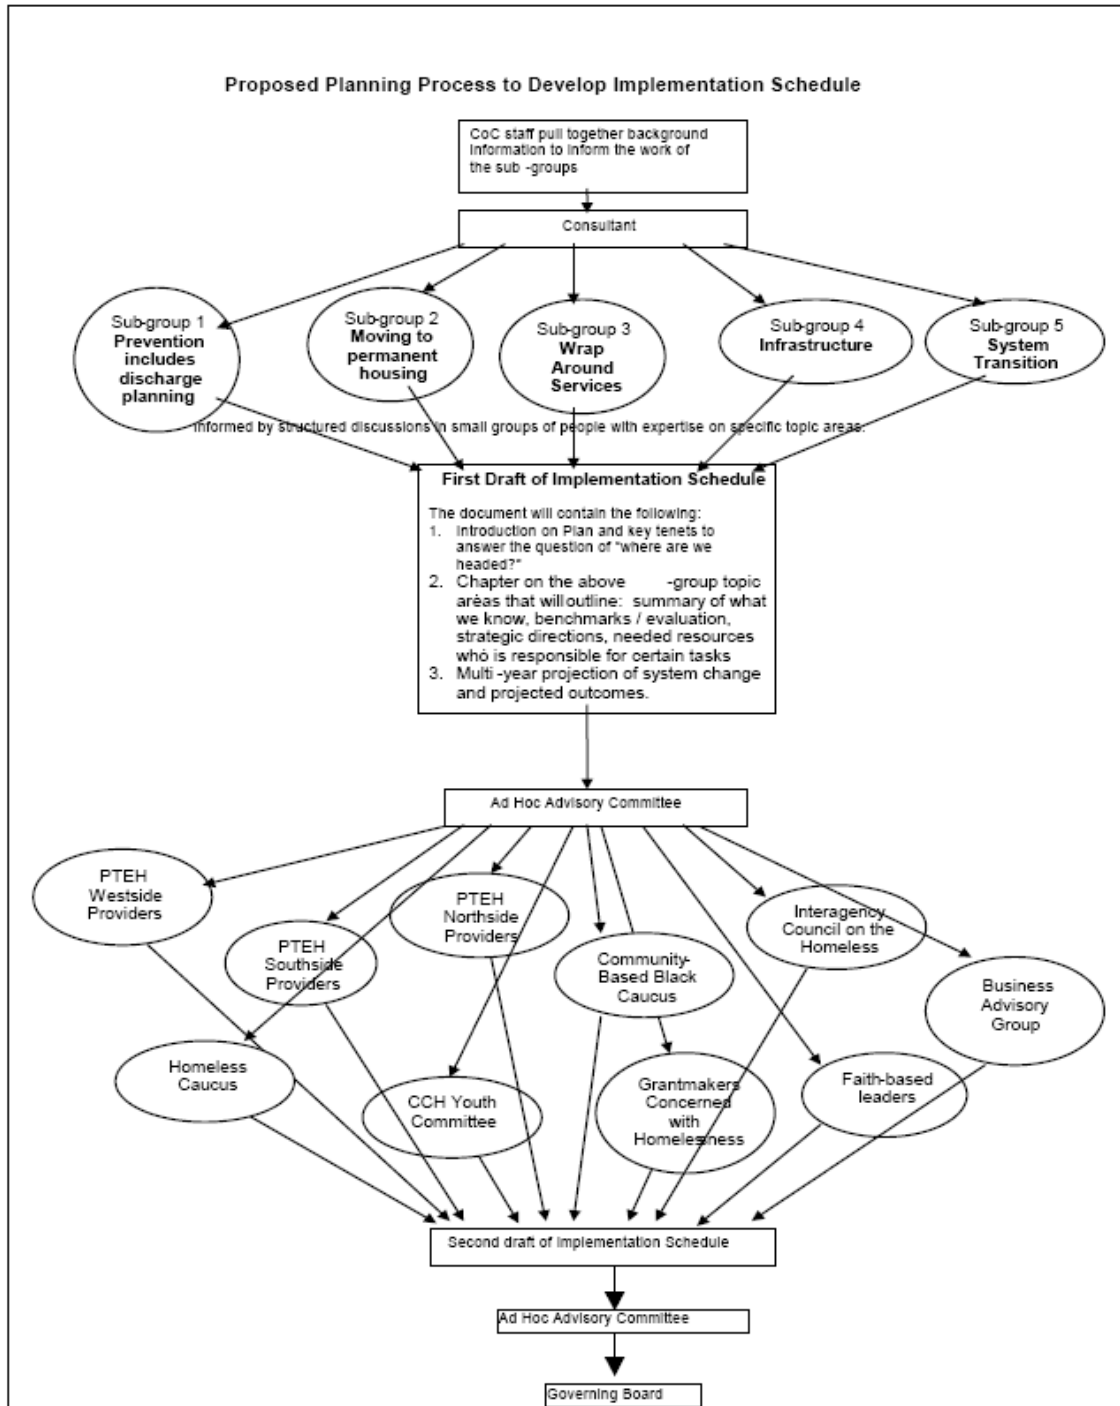 Proposed Planning Process to Develop Implementation Schedule
CoC staff pull together background
information to inform the work of
the sub -groups
Consultant
Sub-group 1
Prevention
includes
discharge
planning
Sub-group 2
Moving to
permanent
housing
Sub-group 3
Wrap
Around
Services
Sub-group 4
Infrastructure
Sub-group 5
System
Transition
Informed by structured discussions in small groups of people with expertise on specific topic areas.
First Draft of Implementation Schedule
The document will contain the following:
1. Introduction on Plan and key tenets to
answer the question of "where are we
headed?"
2. Chapter on the above -group topic
areas that will outline: summary of what
we know, benchmarks / evaluation,
strategic directions, needed resources
who is responsible for certain tasks
3. Multi -year projection of system change
and projected outcomes.
Ad Hoc Advisory Committee
PTEH
Westside
Providers
PTEH
Southside
Providers
PTEH
Northside
Providers
Community-
Based Black
Caucus
Interagency
Council on the
Homeless
Business
Advisory
Group
Homeless
Caucus
CCH Youth
Committee
Grantmakers
Concerned
with
Homelessness
Faith-based
leaders
Second draft of Implementation Schedule
Ad Hoc Advisory Committee
Governing Board